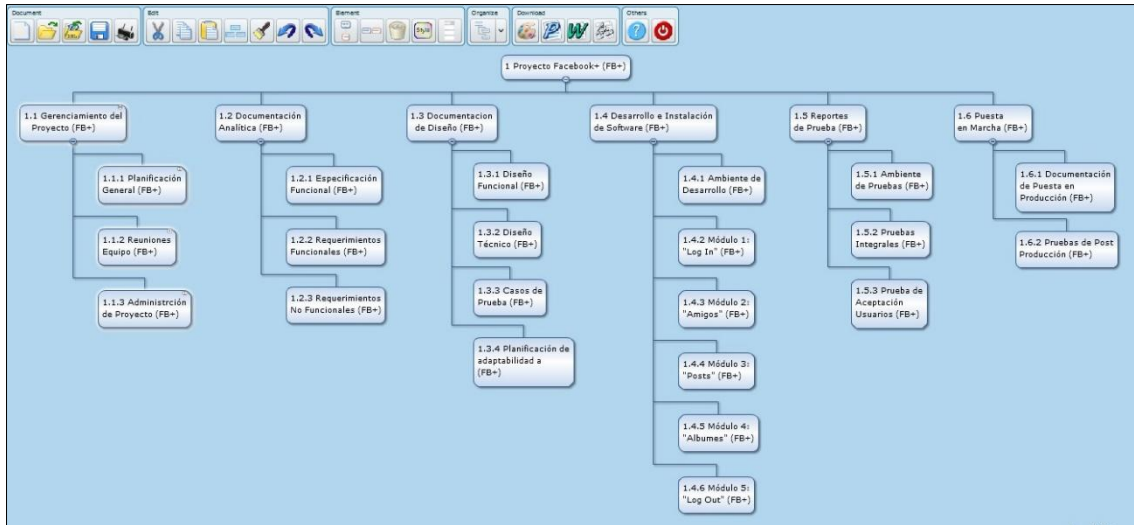 Document
Edit
Element
Organize
Download
Others
Style
1 Proyecto Facebook+ (FB+)
1.1 Gerenciamiento del
Proyecto (FB+)
1.1.1 Planificación
General (FB+)
1.1.2 Reuniones
Equipo (FB+)
1.1.3 Administrción
de Proyecto (FB+)
1.2 Documentación
Analítica (FB+)
1.2.1 Especificación
Funcional (FB+)
1.2.2 Requerimientos
Funcionales (FB+)
1.2.3 Requerimientos
No Funcionales (FB+)
1.3 Documentacion
de Diseño (FB+)
1.3.1 Diseño
Funcional (FB+)
1.3.2 Diseño
Técnico (FB+)
1.3.3 Casos de
Prueba (FB+)
1.3.4 Planificación de
adaptabilidad a
(FB+)
1.4 Desarrollo e Instalación
de Software (FB+)
1.4.1 Ambiente de
Desarrollo (FB+)
1.4.2 Módulo 1:
"Log In" (FB+)
1.4.3 Módulo 2:
"Amigos" (FB+)
1.4.4 Módulo 3:
"Posts" (FB+)
1.4.5 Módulo 4:
"Albumes" (FB+)
1.4.6 Módulo 5:
"Log Out" (FB+)
1.5 Reportes
de Prueba (FB+)
1.5.1 Ambiente
de Pruebas (FB+)
1.5.2 Pruebas
Integrales (FB+)
1.5.3 Prueba de
Aceptación
Usuarios (FB+)
1.6 Puesta
en Marcha (FB+)
1.6.1 Documentación
de Puesta en
Producción (FB+)
1.6.2 Pruebas de Post
Producción (FB+)